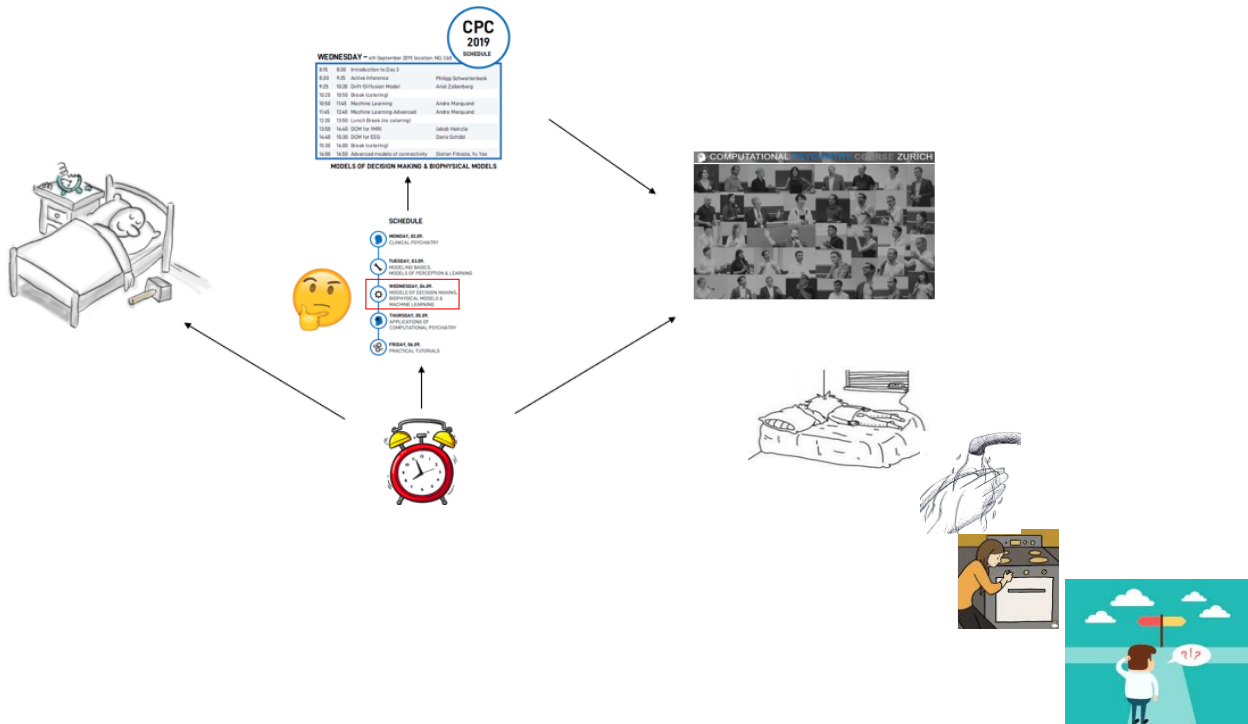 CPC
2019
SCHEDULE
WEDNESDAY – 4th September 2019 location: NO, C60
8:15 8:30 Introduction to Day 3
8:30 9:25 Active Inference Philipp Schwartenbeck
9:25 10:20 Drift-Diffusion Model Ariel Zylberberg
10:20 10:50 Break (catering)
10:50 11:45 Machine Learning Andre Marquand
11:45 12:40 Machine Learning Advanced Andre Marquand
Lunch Break (no catering)
13:50 14:40 DCM for fMRI Jakob Heinzle
14:40 15:30 DCM for EEG Dario Schöbi
15:30 16:00 Break (catering)
16:00 16:50 Advanced models of connectivity Stefan Frässle, Yu Yao
MODELS OF DECISION MAKING & BIOPHYSICAL MODELS
COMPUTATIONAL PSYCHIATRY COURSE ZURICH
SCHEDULE
MONDAY, 02.09.
CLINICAL PSYCHIATRY
TUESDAY, 03.09.
MODELING BASICS,
MODELS OF PERCEPTION & LEARNING
WEDNESDAY, 04.09.
MODELS OF DECISION MAKING,
BIOPHYSICAL MODELS &
MACHINE LEARNING
THURSDAY, 05.09.
APPLICATIONS OF
COMPUTATIONAL PSYCHIATRY
FRIDAY, 06.09.
PRACTICAL TUTORIALS
?!?